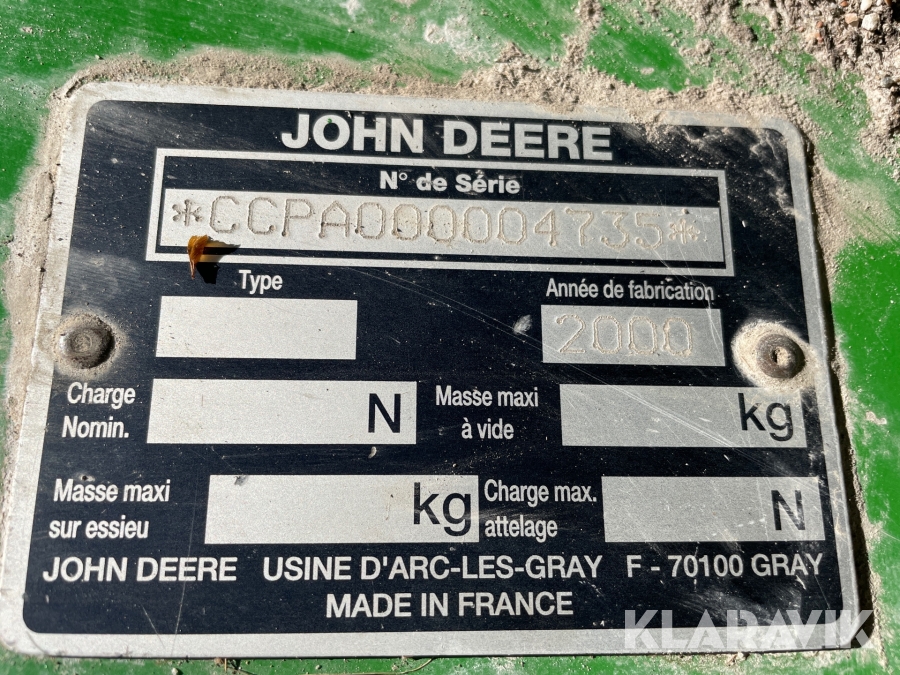 JOHN DEERE
N° de Série
*CCPA000004735*
Type
Année de fabrication
2000
Charge Nomin.
N
Masse maxi à vide
kg
Masse maxi sur essieu
kg
Charge max. attelage
N
JOHN DEERE USINE D'ARC-LES-GRAY F - 70100 GRAY
MADE IN FRANCE
KLARAVIK